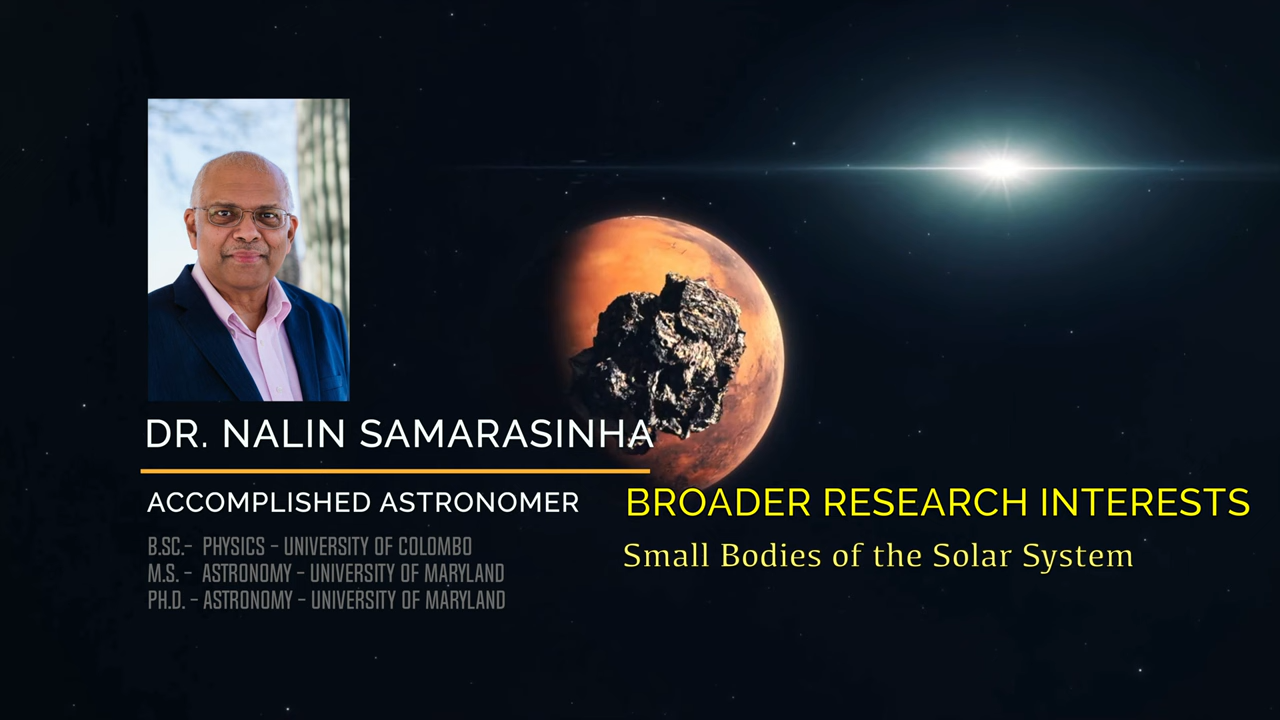 DR. NALIN SAMARASINHA
ACCOMPLISHED ASTRONOMER
B.SC.– PHYSICS – UNIVERSITY OF COLOMBO
M.S. – ASTRONOMY – UNIVERSITY OF MARYLAND
PH.D. – ASTRONOMY – UNIVERSITY OF MARYLAND
BROADER RESEARCH INTERESTS
Small Bodies of the Solar System